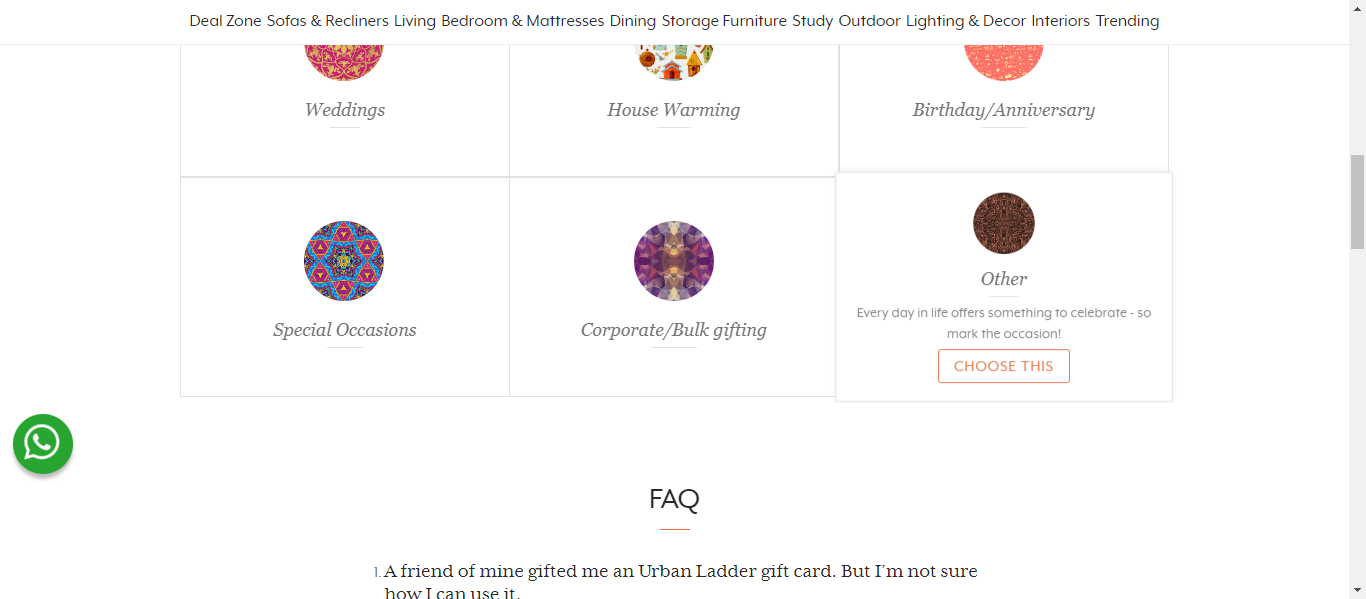 Deal Zone Sofas & Recliners Living Bedroom & Mattresses Dining Storage Furniture Study Outdoor Lighting & Decor Interiors Trending
Weddings
House Warming
Birthday/Anniversary
Special Occasions
Corporate/Bulk gifting
Other
Every day in life offers something to celebrate - so
mark the occasion!
CHOOSE THIS
FAQ
1. A friend of mine gifted me an Urban Ladder gift card. But I'm not sure
how I can use it.